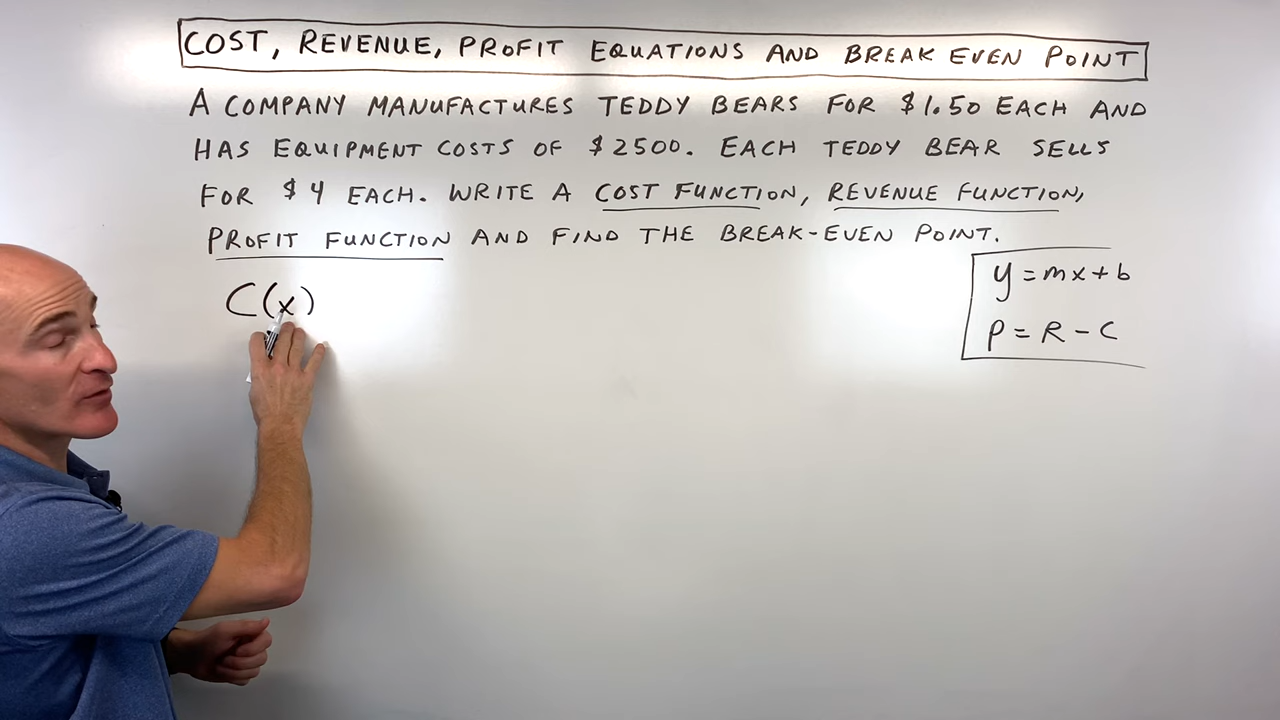 COST, REVENUE, PROFIT EQUATIONS AND BREAK EVEN POINT
A COMPANY MANUFACTURES TEDDY BEARS FOR $1.50 EACH AND
HAS EQUIPMENT COSTS OF $2500. EACH TEDDY BEAR SELLS
FOR $4 EACH. WRITE A COST FUNCTION, REVENUE FUNCTION,
PROFIT FUNCTION AND FIND THE BREAK-EVEN POINT.
y=mx+b
P=R-C
C(x)